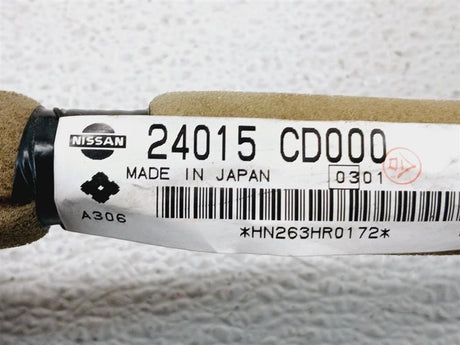 NISSAN 24015 CD000
MADE IN JAPAN 0301
A306
*HN263HR0172*